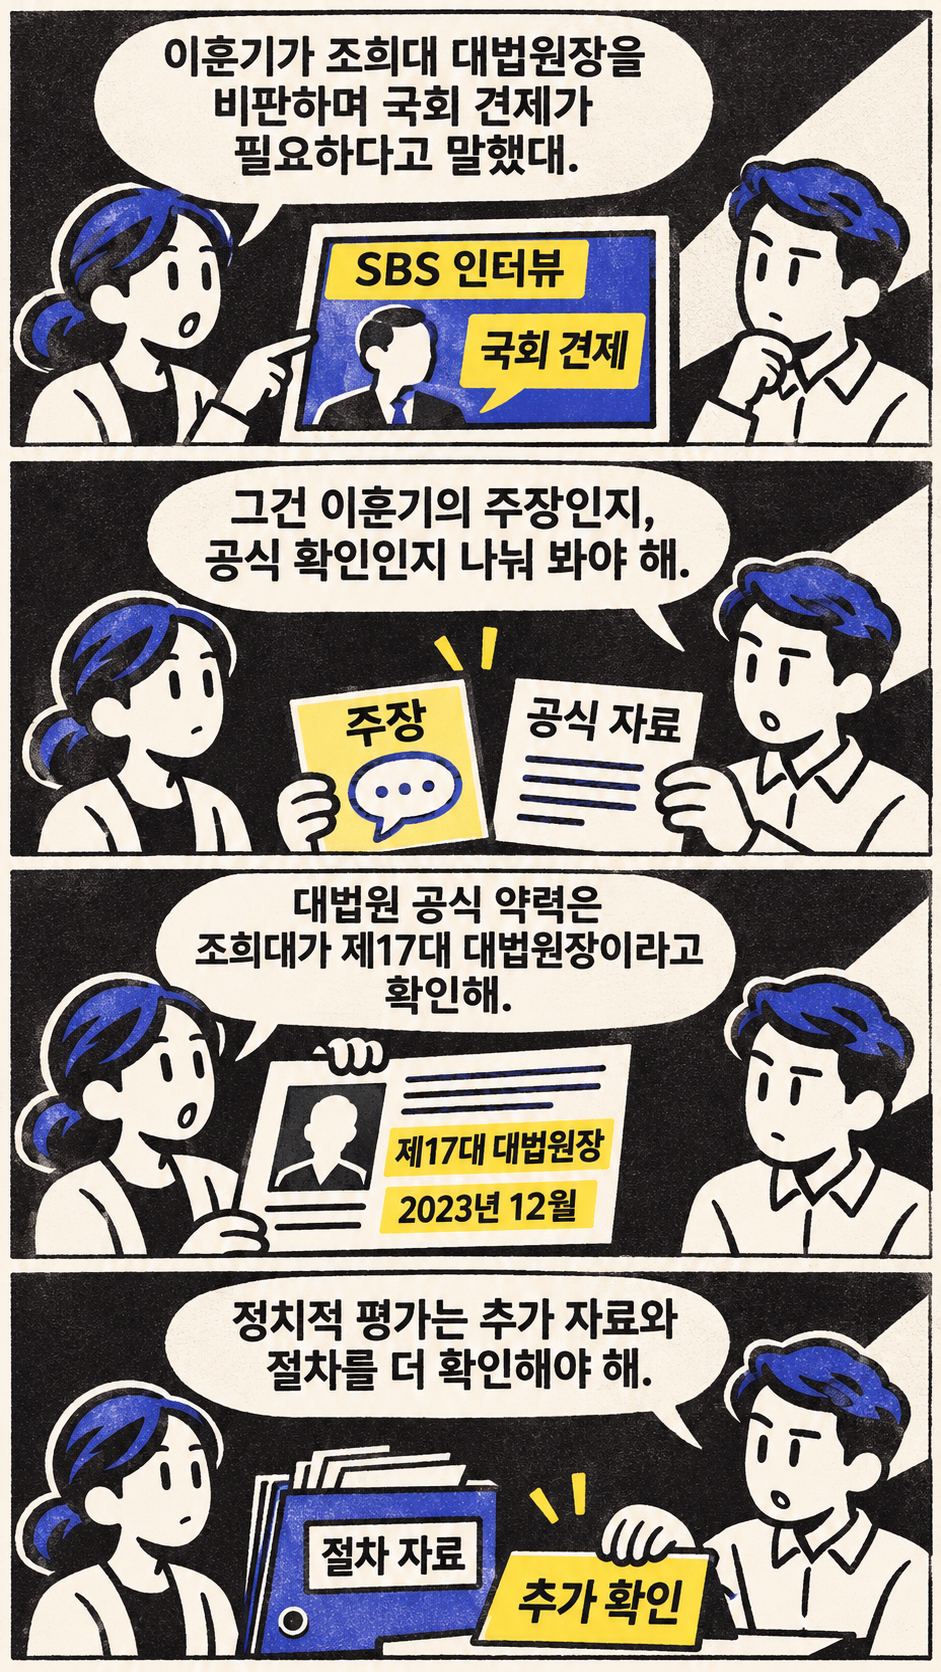 이훈기가 조희대 대법원장을
비판하며 국회 견제가
필요하다고 말했대.
SBS 인터뷰
국회 견제
그건 이훈기의 주장인지,
공식 확인인지 나눠 봐야 해.
주장
공식 자료
대법원 공식 약력은
조희대가 제17대 대법원장이라고
확인해.
제17대 대법원장
2023년 12월
정치적 평가는 추가 자료와
절차를 더 확인해야 해.
절차 자료
추가 확인